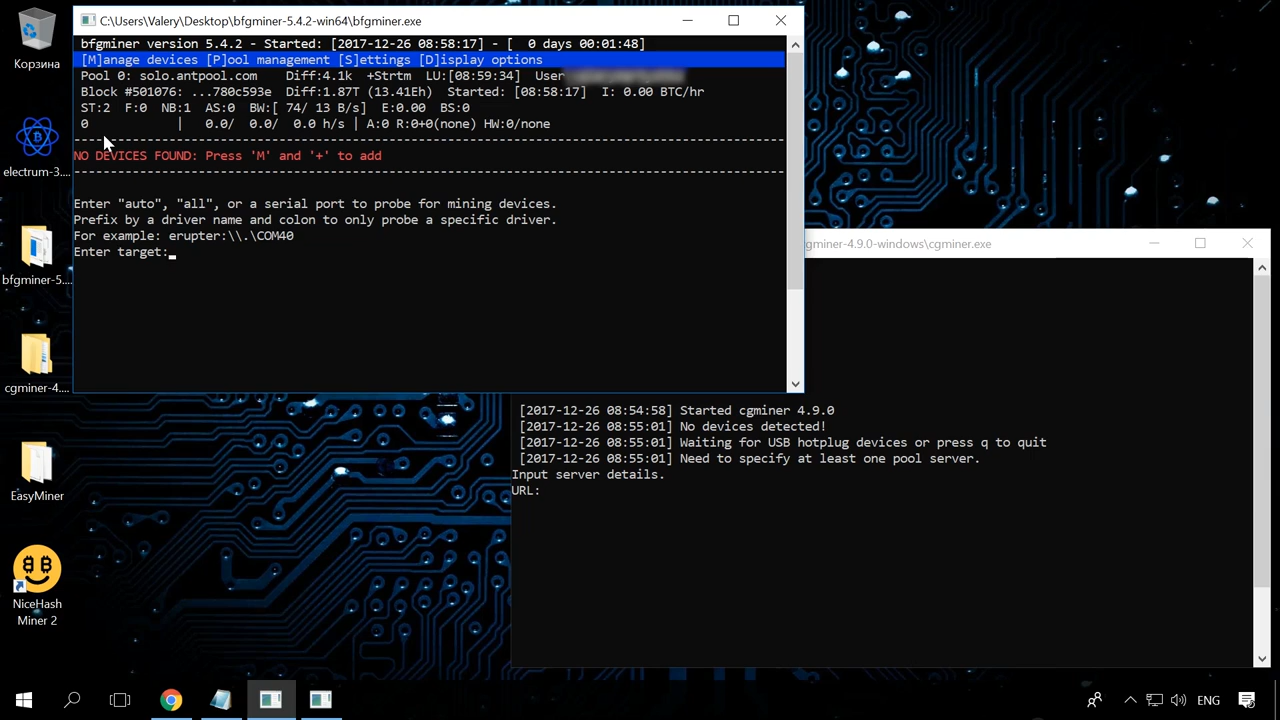 Корзина
electrum-3....
bfgminer-5....
cgminer-4....
EasyMiner
NiceHash
Miner 2
C:\Users\Valery\Desktop\bfgminer-5.4.2-win64\bfgminer.exe
bfgminer version 5.4.2 - Started: [2017-12-26 08:58:17] - [  0 days 00:01:48]
[M]anage devices [P]ool management [S]ettings [D]isplay options
Pool 0: solo.antpool.com    Diff:4.1k  +Strtm  LU:[08:59:34]  User
Block #501076: ...780c593e  Diff:1.87T (13.41Eh)  Started: [08:58:17]  I: 0.00 BTC/hr
ST:2  F:0  NB:1  AS:0  BW:[ 74/ 13 B/s]  E:0.00  BS:0
0            |   0.0/  0.0/  0.0 h/s | A:0 R:0+0(none) HW:0/none
NO DEVICES FOUND: Press 'M' and '+' to add
Enter "auto", "all", or a serial port to probe for mining devices.
Prefix by a driver name and colon to only probe a specific driver.
For example: erupter:\\.\COM40
Enter target:
gminer-4.9.0-windows\cgminer.exe
[2017-12-26 08:54:58] Started cgminer 4.9.0
[2017-12-26 08:55:01] No devices detected!
[2017-12-26 08:55:01] Waiting for USB hotplug devices or press q to quit
[2017-12-26 08:55:01] Need to specify at least one pool server.
Input server details.
URL:
ENG